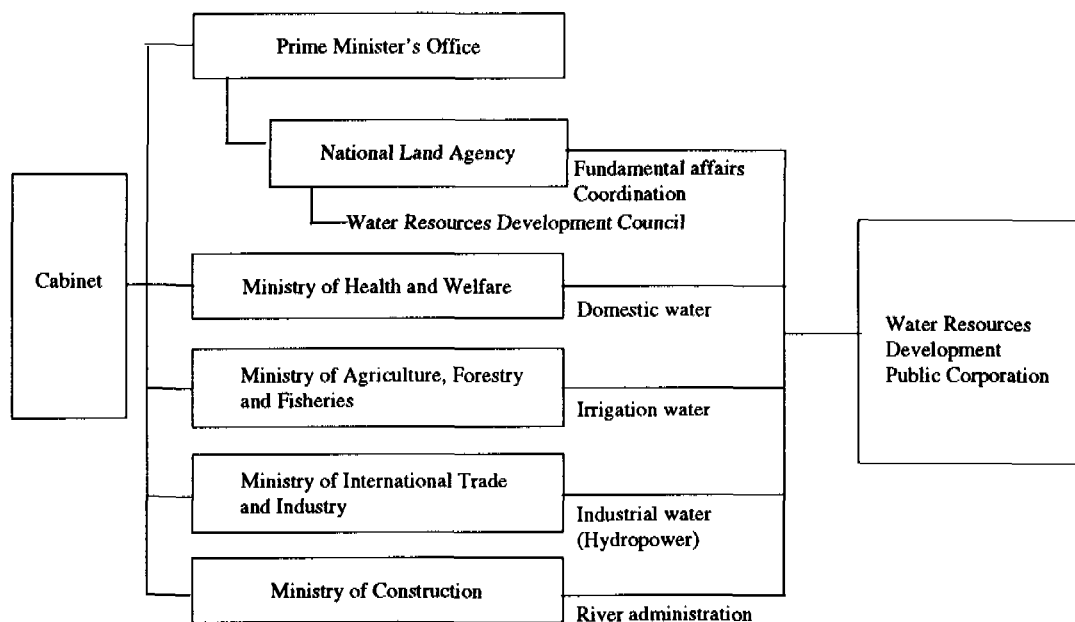 Prime Minister's Office
National Land Agency
Fundamental affairs
Coordination
Water Resources Development Council
Cabinet
Ministry of Health and Welfare
Domestic water
Ministry of Agriculture, Forestry
and Fisheries
Irrigation water
Ministry of International Trade
and Industry
Industrial water
(Hydropower)
Ministry of Construction
River administration
Water Resources
Development
Public Corporation